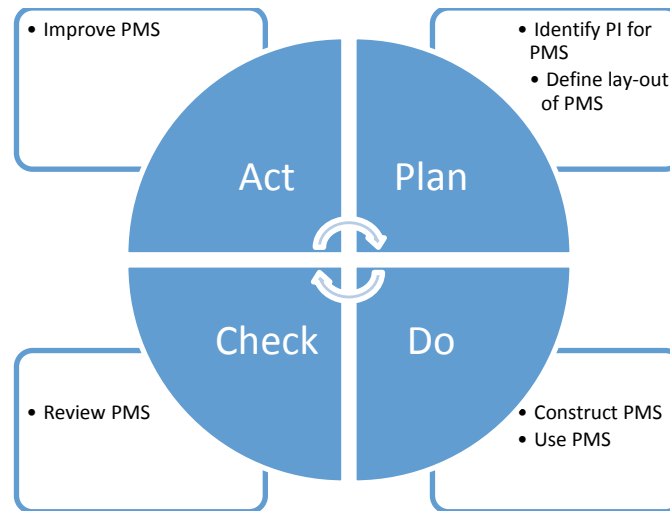 • Improve PMS
• Identify PI for
PMS
• Define lay-out
of PMS
Act
Plan
Check
Do
• Review PMS
• Construct PMS
• Use PMS